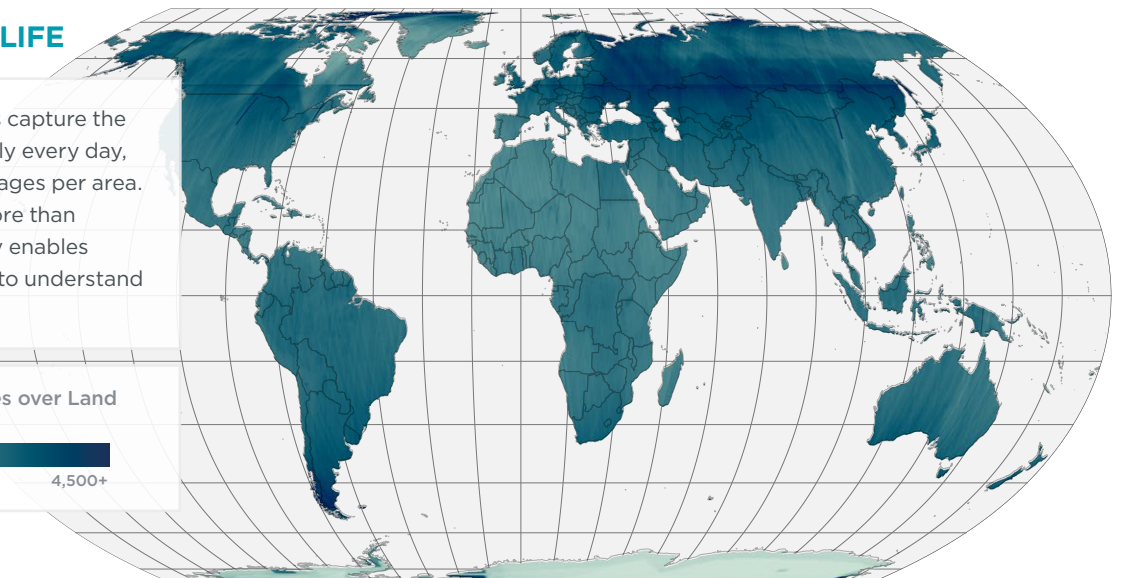 LIFE
capture the
ly every day,
ages per area.
ore than
enables
to understand
es over Land
4,500+